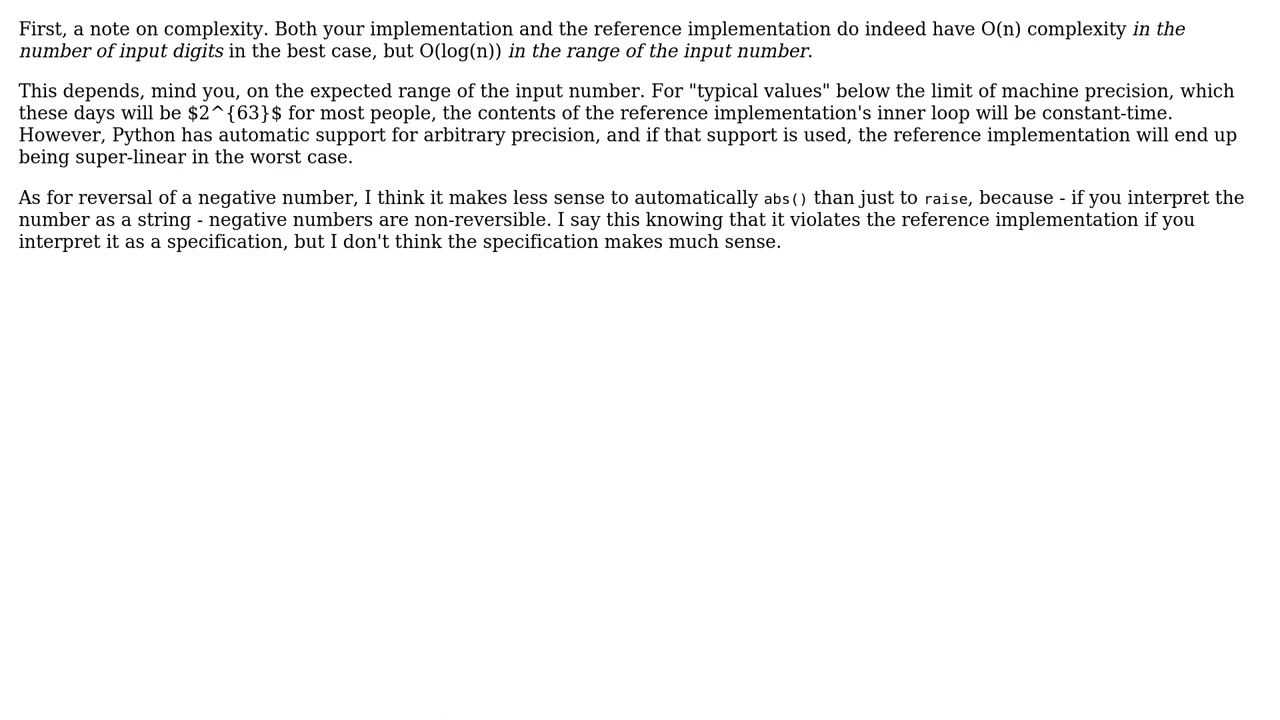 First, a note on complexity. Both your implementation and the reference implementation do indeed have O(n) complexity in the
number of input digits in the best case, but O(log(n)) in the range of the input number.
This depends, mind you, on the expected range of the input number. For "typical values" below the limit of machine precision, which
these days will be $2^{63}$ for most people, the contents of the reference implementation's inner loop will be constant-time.
However, Python has automatic support for arbitrary precision, and if that support is used, the reference implementation will end up
being super-linear in the worst case.
As for reversal of a negative number, I think it makes less sense to automatically abs() than just to raise, because - if you interpret the
number as a string - negative numbers are non-reversible. I say this knowing that it violates the reference implementation if you
interpret it as a specification, but I don't think the specification makes much sense.